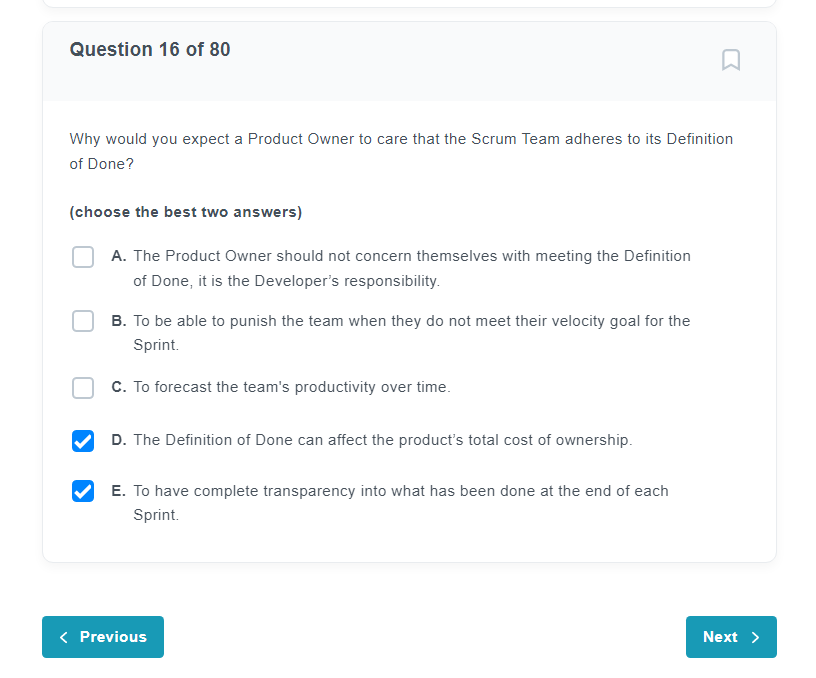 Question 16 of 80
Why would you expect a Product Owner to care that the Scrum Team adheres to its Definition
of Done?
(choose the best two answers)
A. The Product Owner should not concern themselves with meeting the Definition
of Done, it is the Developer’s responsibility.
B. To be able to punish the team when they do not meet their velocity goal for the
Sprint.
C. To forecast the team's productivity over time.
D. The Definition of Done can affect the product’s total cost of ownership.
E. To have complete transparency into what has been done at the end of each
Sprint.
Previous
Next